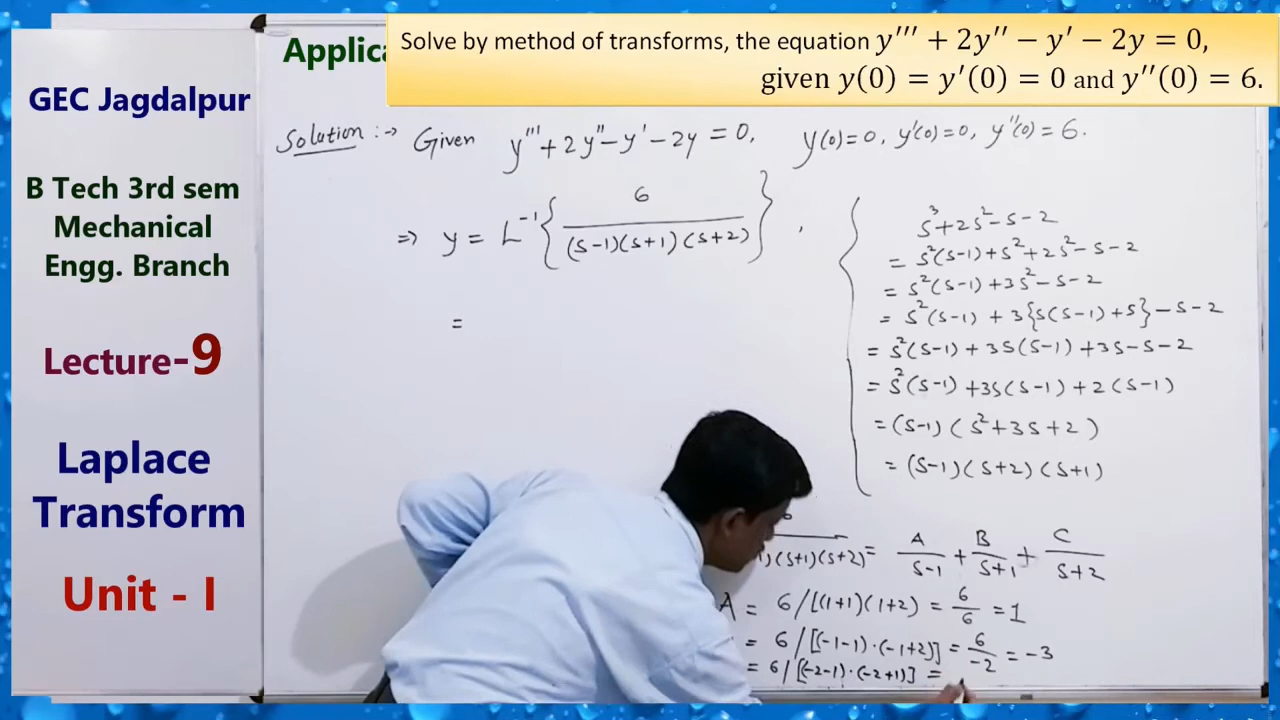 GEC Jagdalpur
B Tech 3rd sem
Mechanical
Engg. Branch
Lecture-9
Laplace
Transform
Unit - I
Solve by method of transforms, the equation y′′′ + 2y′′ − y′ − 2y = 0,
given y(0) = y′(0) = 0 and y′′(0) = 6.
Solution :→ Given y''' + 2y'' − y' − 2y = 0, y(0) = 0, y'(0) = 0, y''(0) = 6.
⇒ y = L⁻¹ { 6 / (s−1)(s+1)(s+2) } ,
=
s³ + 2s² − s − 2
= s²(s−1) + s² + 2s² − s − 2
= s²(s−1) + 3s² − s − 2
= s²(s−1) + 3{s(s−1) + s} − s − 2
= s²(s−1) + 3s(s−1) + 3s − s − 2
= s²(s−1) + 3s(s−1) + 2(s−1)
= (s−1)(s² + 3s + 2)
= (s−1)(s+2)(s+1)
)(s+1)(s+2) = A/s−1 + B/s+1 + C/s+2
A = 6/[(1+1)(1+2) = 6/6 = 1
= 6/[(−1−1)·(−1+2)] = 6/−2 = −3
= 6/[(−2−1)·(−2+1)] =